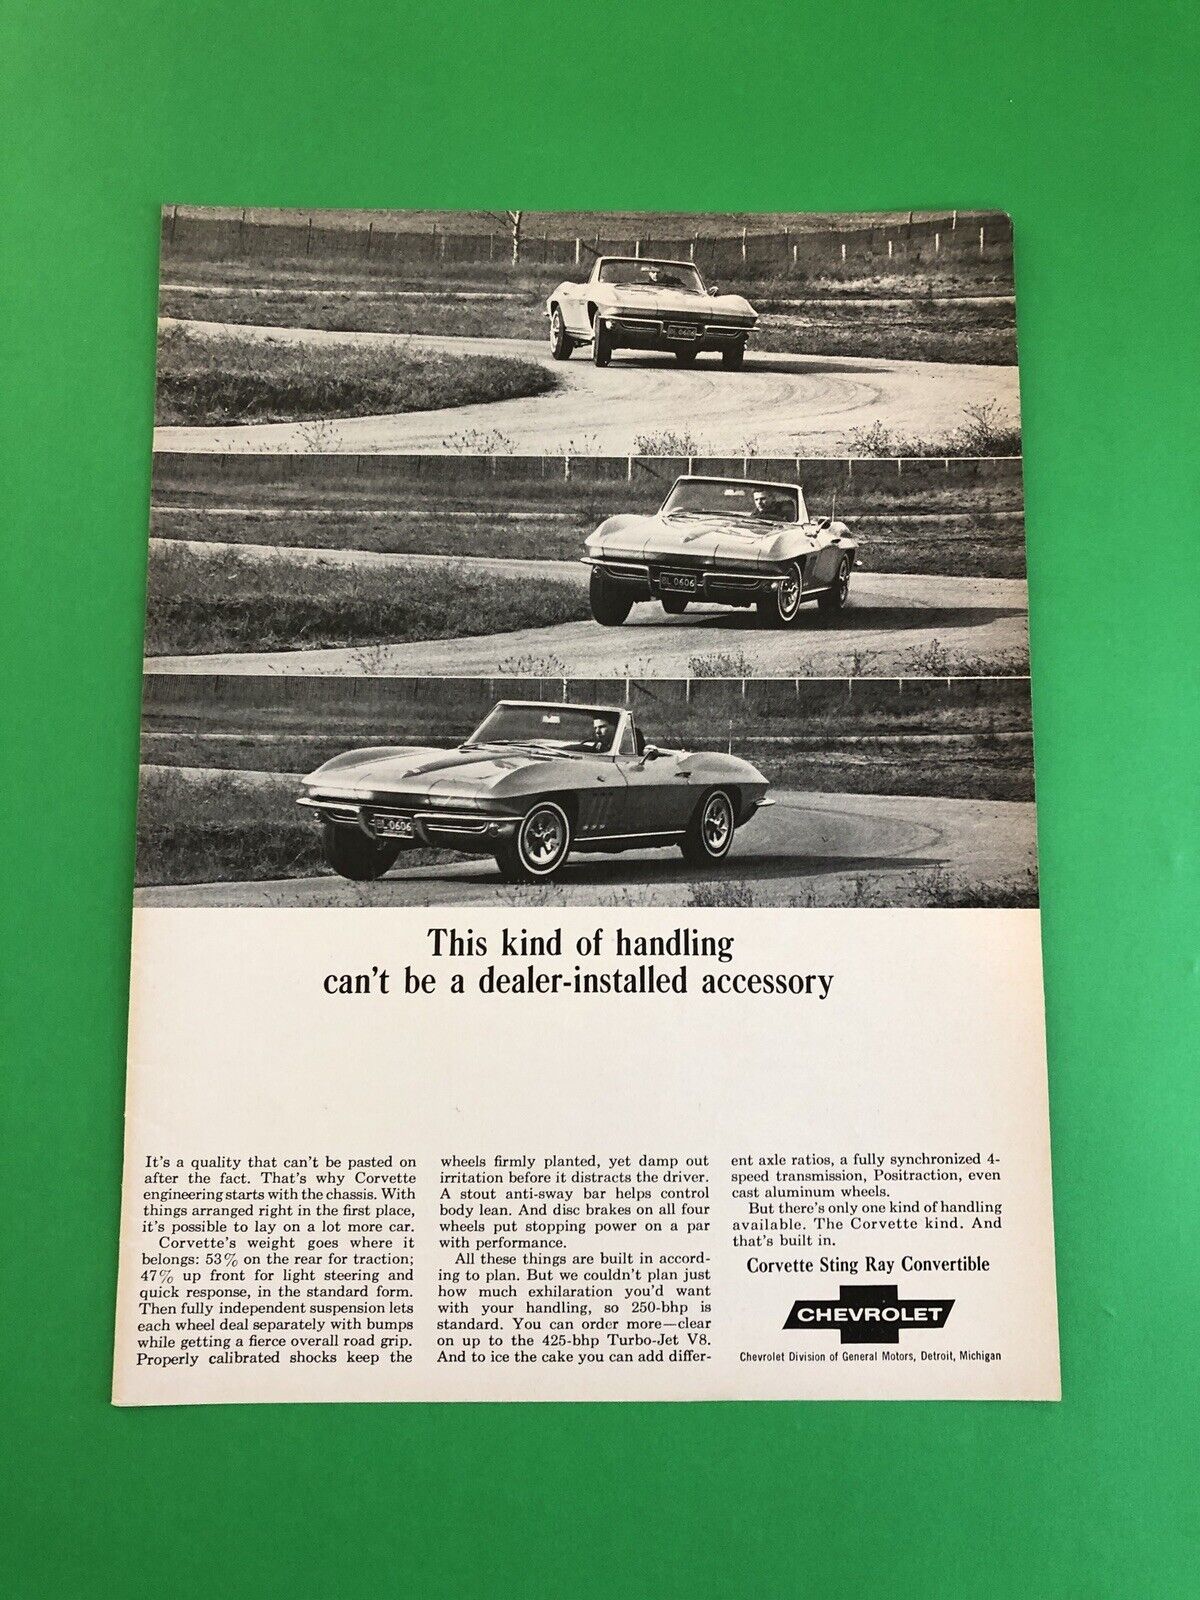 BL 0606
BL 0606
BL 0606
This kind of handling
can't be a dealer-installed accessory
It's a quality that can't be pasted on
after the fact. That's why Corvette
engineering starts with the chassis. With
things arranged right in the first place,
it's possible to lay on a lot more car.
Corvette's weight goes where it
belongs: 53% on the rear for traction;
47% up front for light steering and
quick response, in the standard form.
Then fully independent suspension lets
each wheel deal separately with bumps
while getting a fierce overall road grip.
Properly calibrated shocks keep the
wheels firmly planted, yet damp out
irritation before it distracts the driver.
A stout anti-sway bar helps control
body lean. And disc brakes on all four
wheels put stopping power on a par
with performance.
All these things are built in accord-
ing to plan. But we couldn't plan just
how much exhilaration you'd want
with your handling, so 250-bhp is
standard. You can order more—clear
on up to the 425-bhp Turbo-Jet V8.
And to ice the cake you can add differ-
ent axle ratios, a fully synchronized 4-
speed transmission, Positraction, even
cast aluminum wheels.
But there's only one kind of handling
available. The Corvette kind. And
that's built in.
Corvette Sting Ray Convertible
CHEVROLET
Chevrolet Division of General Motors, Detroit, Michigan